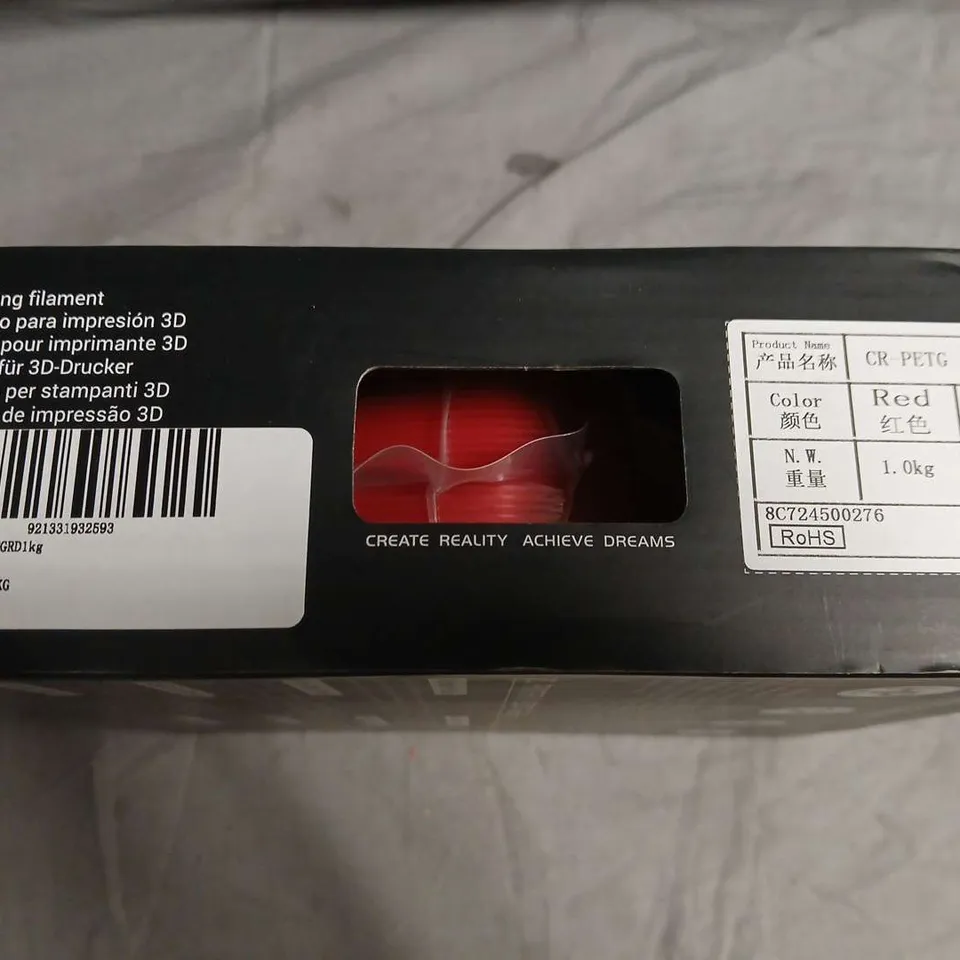 ng filament
o para impresión 3D
pour imprimante 3D
für 3D-Drucker
per stampanti 3D
de impressão 3D
921331932593
GRD1kg
KG
CREATE REALITY ACHIEVE DREAMS
Product Name
产品名称
CR-PETG
Color
颜色
Red
红色
N.W.
重量
1.0kg
8C724500276
RoHS